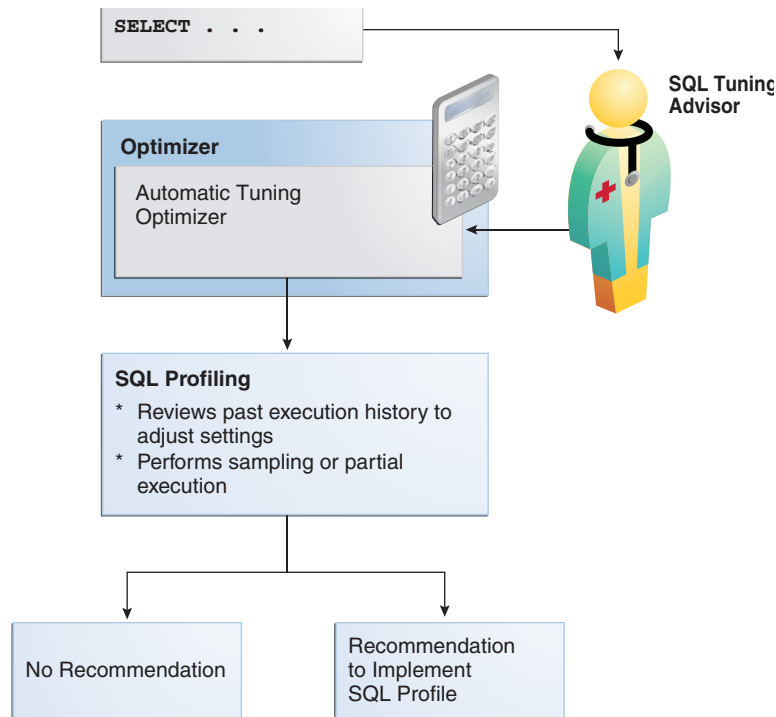 SELECT . . .
SQL Tuning
Advisor
Optimizer
Automatic Tuning
Optimizer
SQL Profiling
* Reviews past execution history to
adjust settings
* Performs sampling or partial
execution
No Recommendation
Recommendation
to Implement
SQL Profile